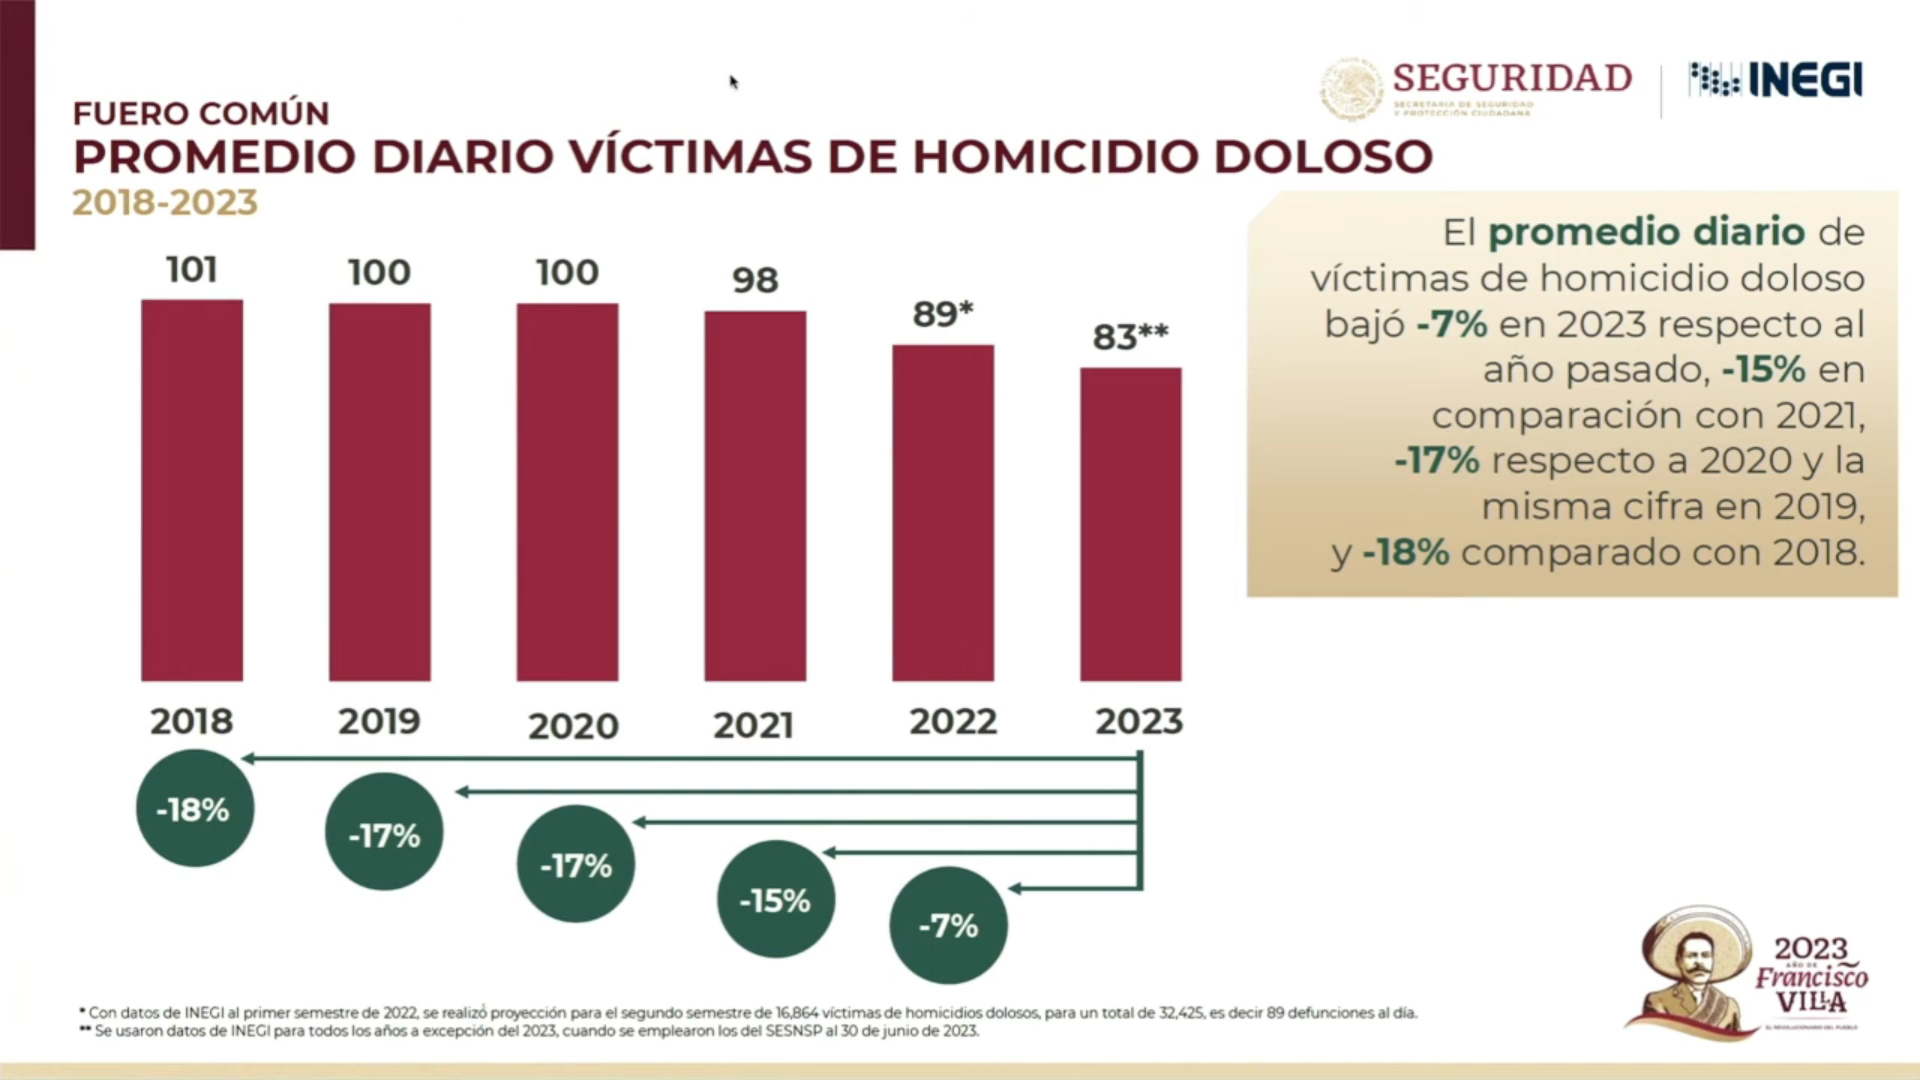 SEGURIDAD
SECRETARÍA DE SEGURIDAD
Y PROTECCIÓN CIUDADANA
INEGI
FUERO COMÚN
PROMEDIO DIARIO VÍCTIMAS DE HOMICIDIO DOLOSO
2018-2023
101
100
100
98
89*
83**
2018
2019
2020
2021
2022
2023
-18%
-17%
-17%
-15%
-7%
El promedio diario de
víctimas de homicidio doloso
bajó -7% en 2023 respecto al
año pasado, -15% en
comparación con 2021,
-17% respecto a 2020 y la
misma cifra en 2019,
y -18% comparado con 2018.
* Con datos de INEGI al primer semestre de 2022, se realizó proyección para el segundo semestre de 16,864 víctimas de homicidios dolosos, para un total de 32,425, es decir 89 defunciones al día.
** Se usaron datos de INEGI para todos los años a excepción del 2023, cuando se emplearon los del SESNSP al 30 de junio de 2023.
2023
AÑO DE
Francisco
VILLA
EL REVOLUCIONARIO DEL PUEBLO